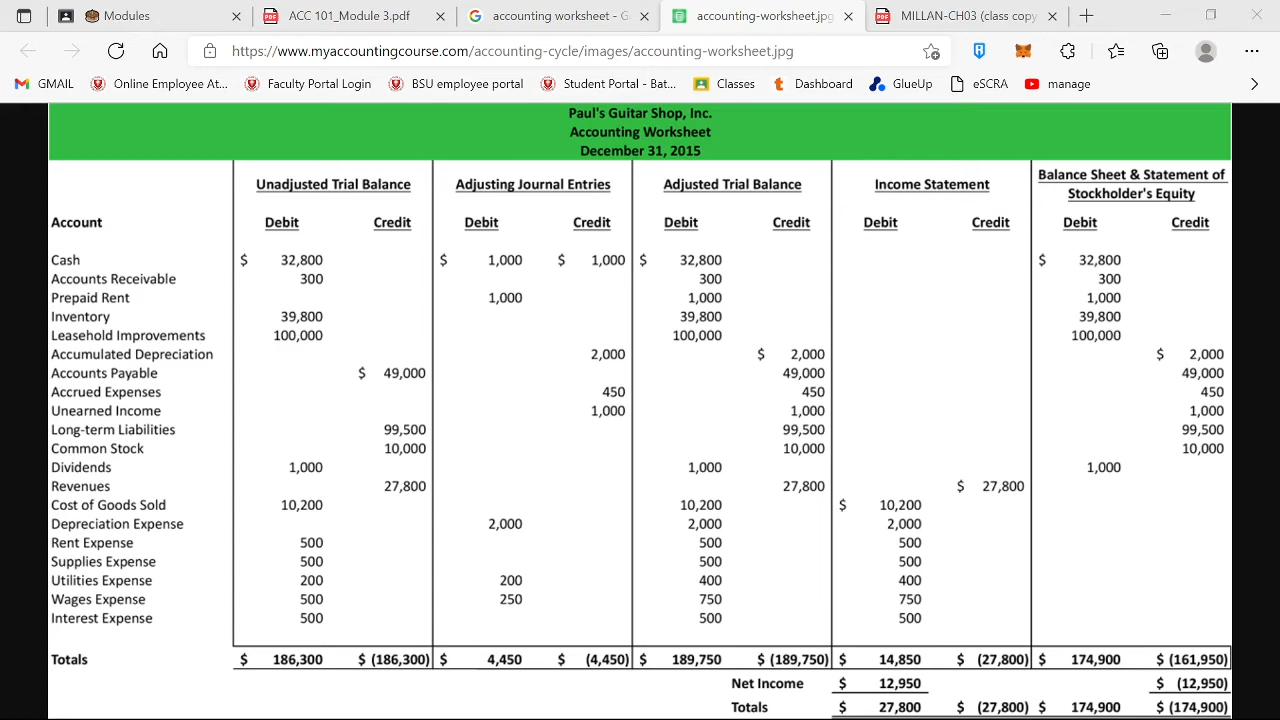 Modules
ACC 101_Module 3.pdf
accounting worksheet - G
accounting-worksheet.jpg
MILLAN.CH03 (class copy
https://www.myaccountingcourse.com/accounting-cycle/images/accounting-worksheet.jpg
GMAIL Online Employee At... Faculty Portal Login BSU employee portal Student Portal - Bat... Classes Dashboard GlueUp eSCRA manage
Paul's Guitar Shop, Inc.
Accounting Worksheet
December 31, 2015
Unadjusted Trial Balance Adjusting Journal Entries Adjusted Trial Balance Income Statement Balance Sheet & Statement of Stockholder's Equity
Account Debit Credit Debit Credit Debit Credit Debit Credit Debit Credit
Cash $ 32,800 $ 1,000 $ 1,000 $ 32,800 $ 32,800
Accounts Receivable 300 300 300
Prepaid Rent 1,000 1,000 1,000
Inventory 39,800 39,800 39,800
Leasehold Improvements 100,000 100,000 100,000
Accumulated Depreciation 2,000 $ 2,000 $ 2,000
Accounts Payable $ 49,000 49,000 49,000
Accrued Expenses 450 450 450
Unearned Income 1,000 1,000 1,000
Long-term Liabilities 99,500 99,500 99,500
Common Stock 10,000 10,000 10,000
Dividends 1,000 1,000 1,000
Revenues 27,800 27,800 $ 27,800
Cost of Goods Sold 10,200 10,200 $ 10,200
Depreciation Expense 2,000 2,000 2,000
Rent Expense 500 500 500
Supplies Expense 500 500 500
Utilities Expense 200 200 400 400
Wages Expense 500 250 750 750
Interest Expense 500 500 500
Totals $ 186,300 $ (186,300) $ 4,450 $ (4,450) $ 189,750 $ (189,750) $ 14,850 $ (27,800) $ 174,900 $ (161,950)
Net Income $ 12,950 $ (12,950)
Totals $ 27,800 $ (27,800) $ 174,900 $ (174,900)